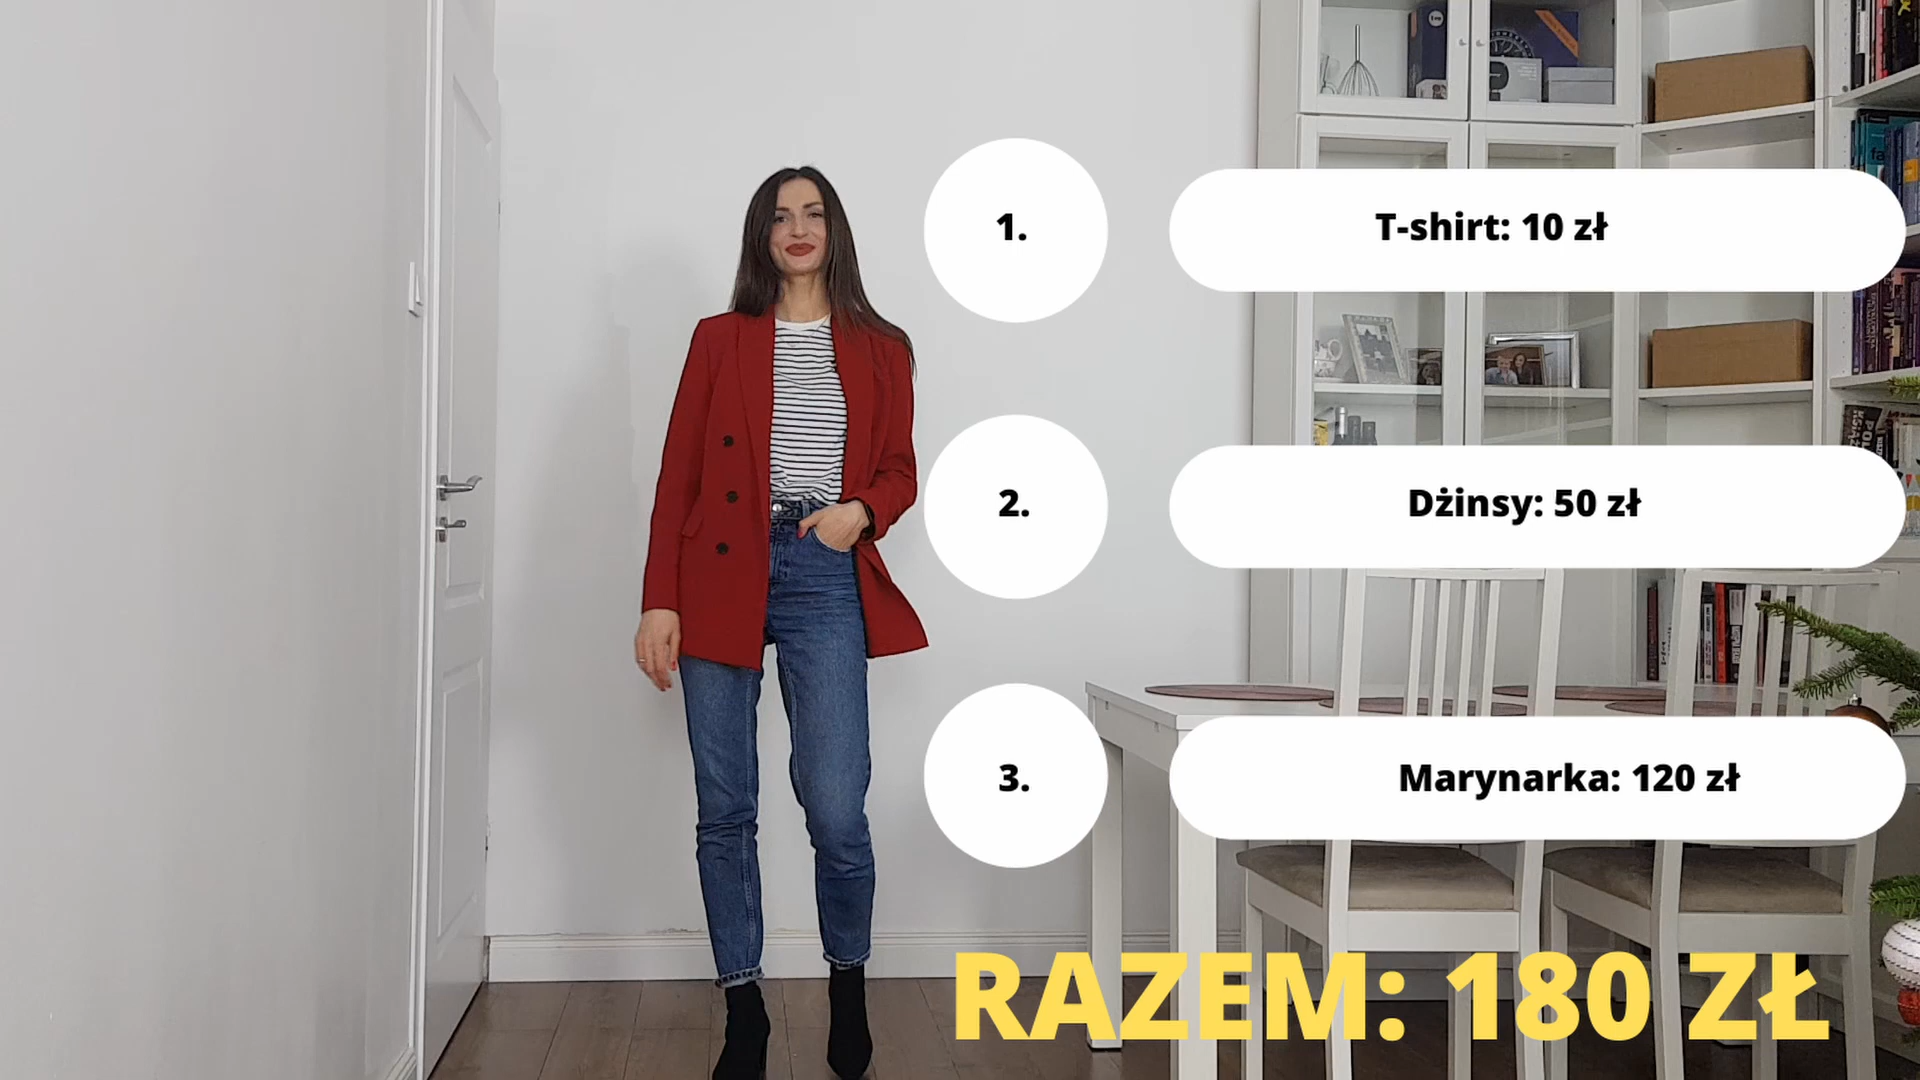 1.
T-shirt: 10 zł
2.
Dżinsy: 50 zł
3.
Marynarka: 120 zł
RAZEM: 180 ZŁ